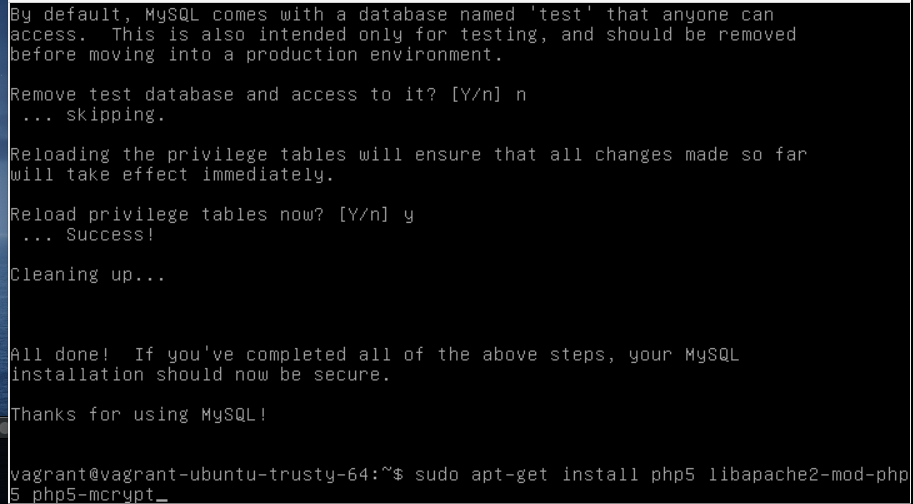 By default, MySQL comes with a database named 'test' that anyone can
access.  This is also intended only for testing, and should be removed
before moving into a production environment.
Remove test database and access to it? [Y/n] n
 ... skipping.
Reloading the privilege tables will ensure that all changes made so far
will take effect immediately.
Reload privilege tables now? [Y/n] y
 ... Success!
Cleaning up...
All done!  If you've completed all of the above steps, your MySQL
installation should now be secure.
Thanks for using MySQL!
vagrant@vagrant-ubuntu-trusty-64:~$ sudo apt-get install php5 libapache2-mod-php
5 php5-mcrypt_